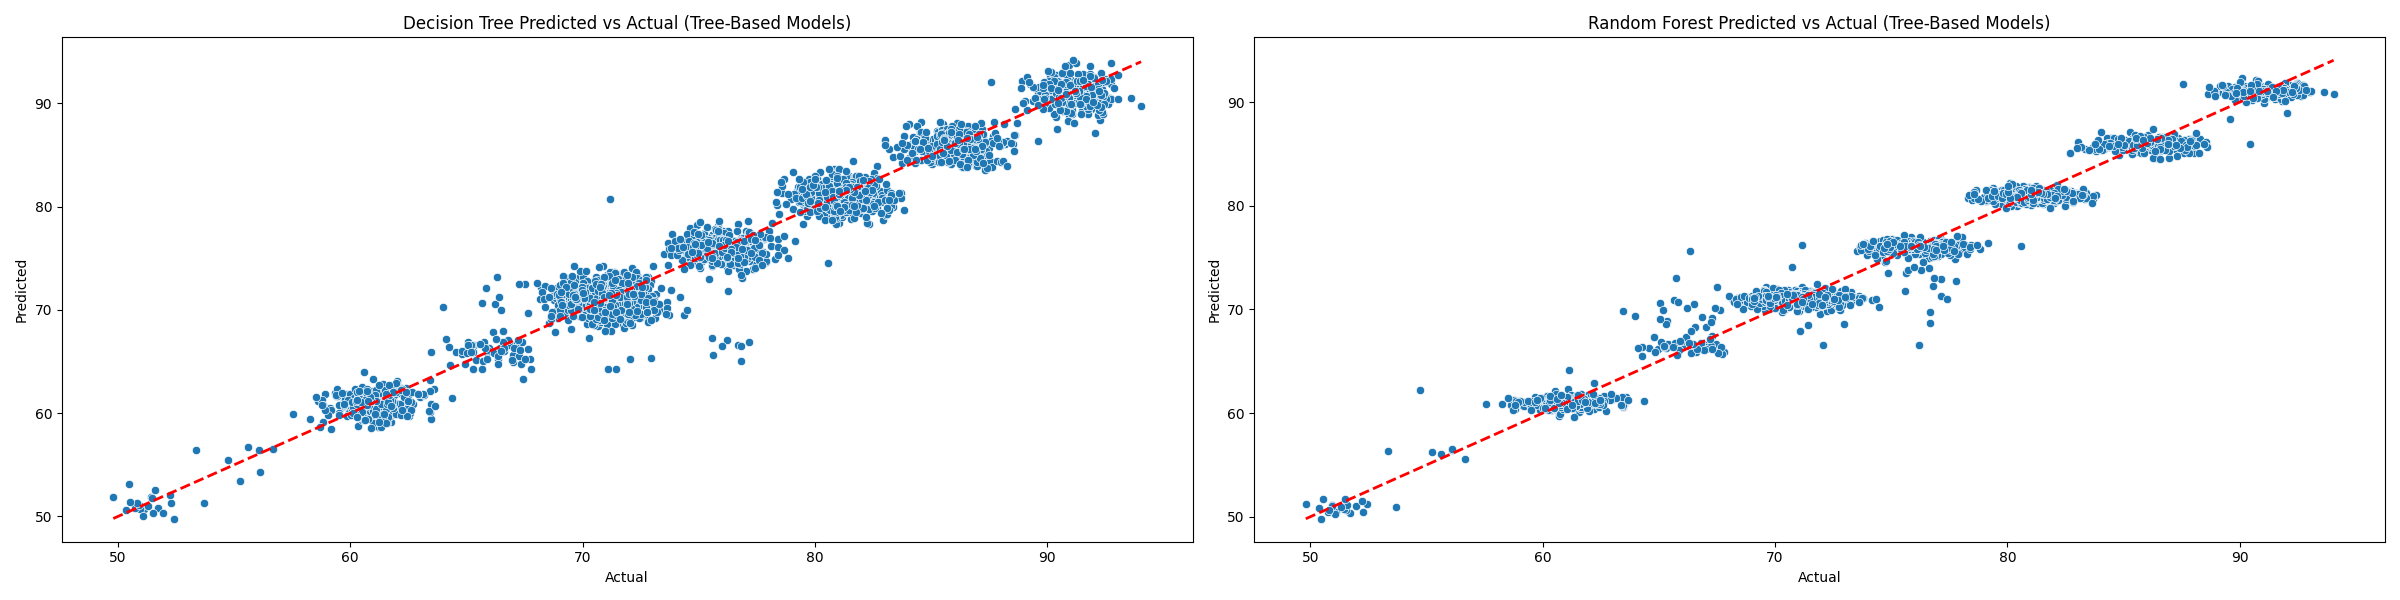 Decision Tree Predicted vs Actual (Tree-Based Models)
Predicted
90
80
70
60
50
50 60 70 80 90
Actual
Random Forest Predicted vs Actual (Tree-Based Models)
Predicted
90
80
70
60
50
50 60 70 80 90
Actual